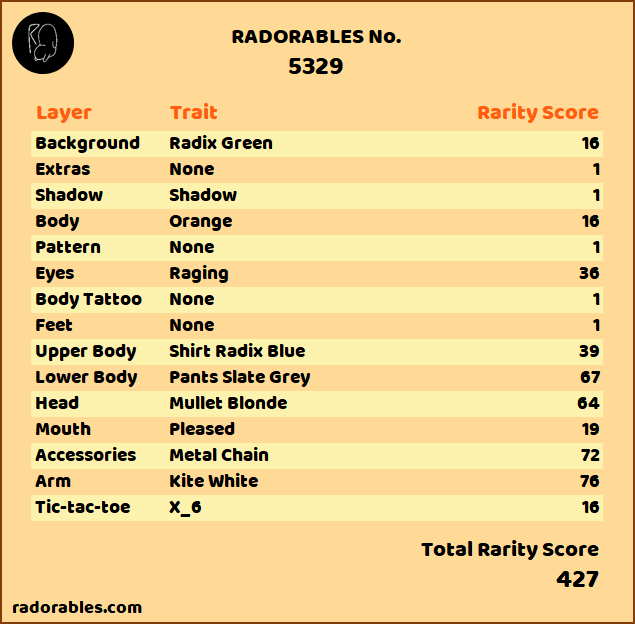 RADORABLES No.
5329
Layer Trait Rarity Score
Background Radix Green 16
Extras None 1
Shadow Shadow 1
Body Orange 16
Pattern None 1
Eyes Raging 36
Body Tattoo None 1
Feet None 1
Upper Body Shirt Radix Blue 39
Lower Body Pants Slate Grey 67
Head Mullet Blonde 64
Mouth Pleased 19
Accessories Metal Chain 72
Arm Kite White 76
Tic-tac-toe X_6 16
Total Rarity Score
427
radorables.com